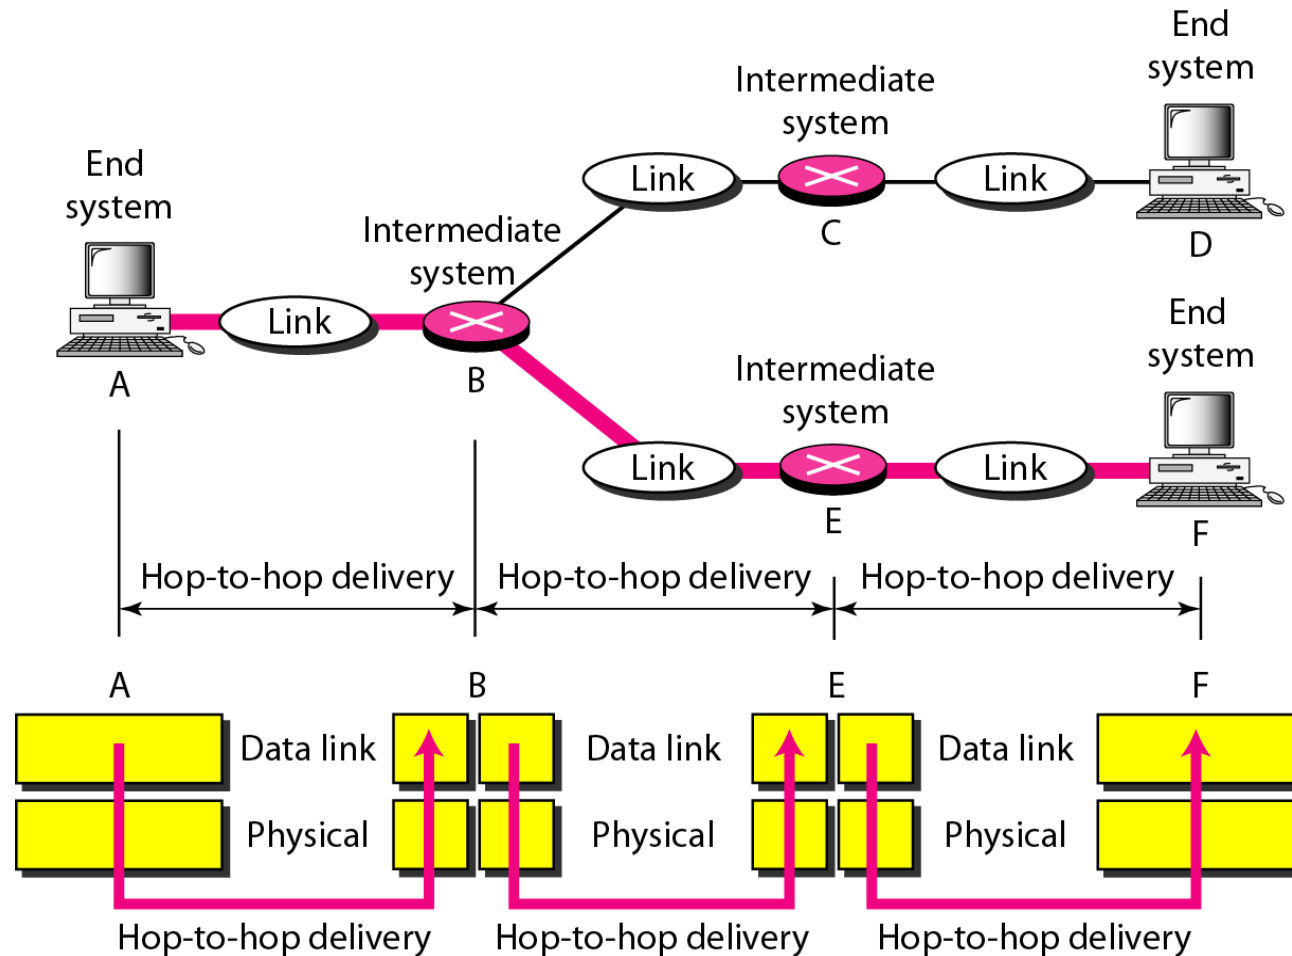 End
system
Intermediate
system
End
system
Link
Link
C
D
Intermediate
system
Link
A
B
End
system
Intermediate
system
Link
Link
E
F
Hop-to-hop delivery
Hop-to-hop delivery
Hop-to-hop delivery
A
B
E
F
Data link
Data link
Data link
Physical
Physical
Physical
Hop-to-hop delivery
Hop-to-hop delivery
Hop-to-hop delivery